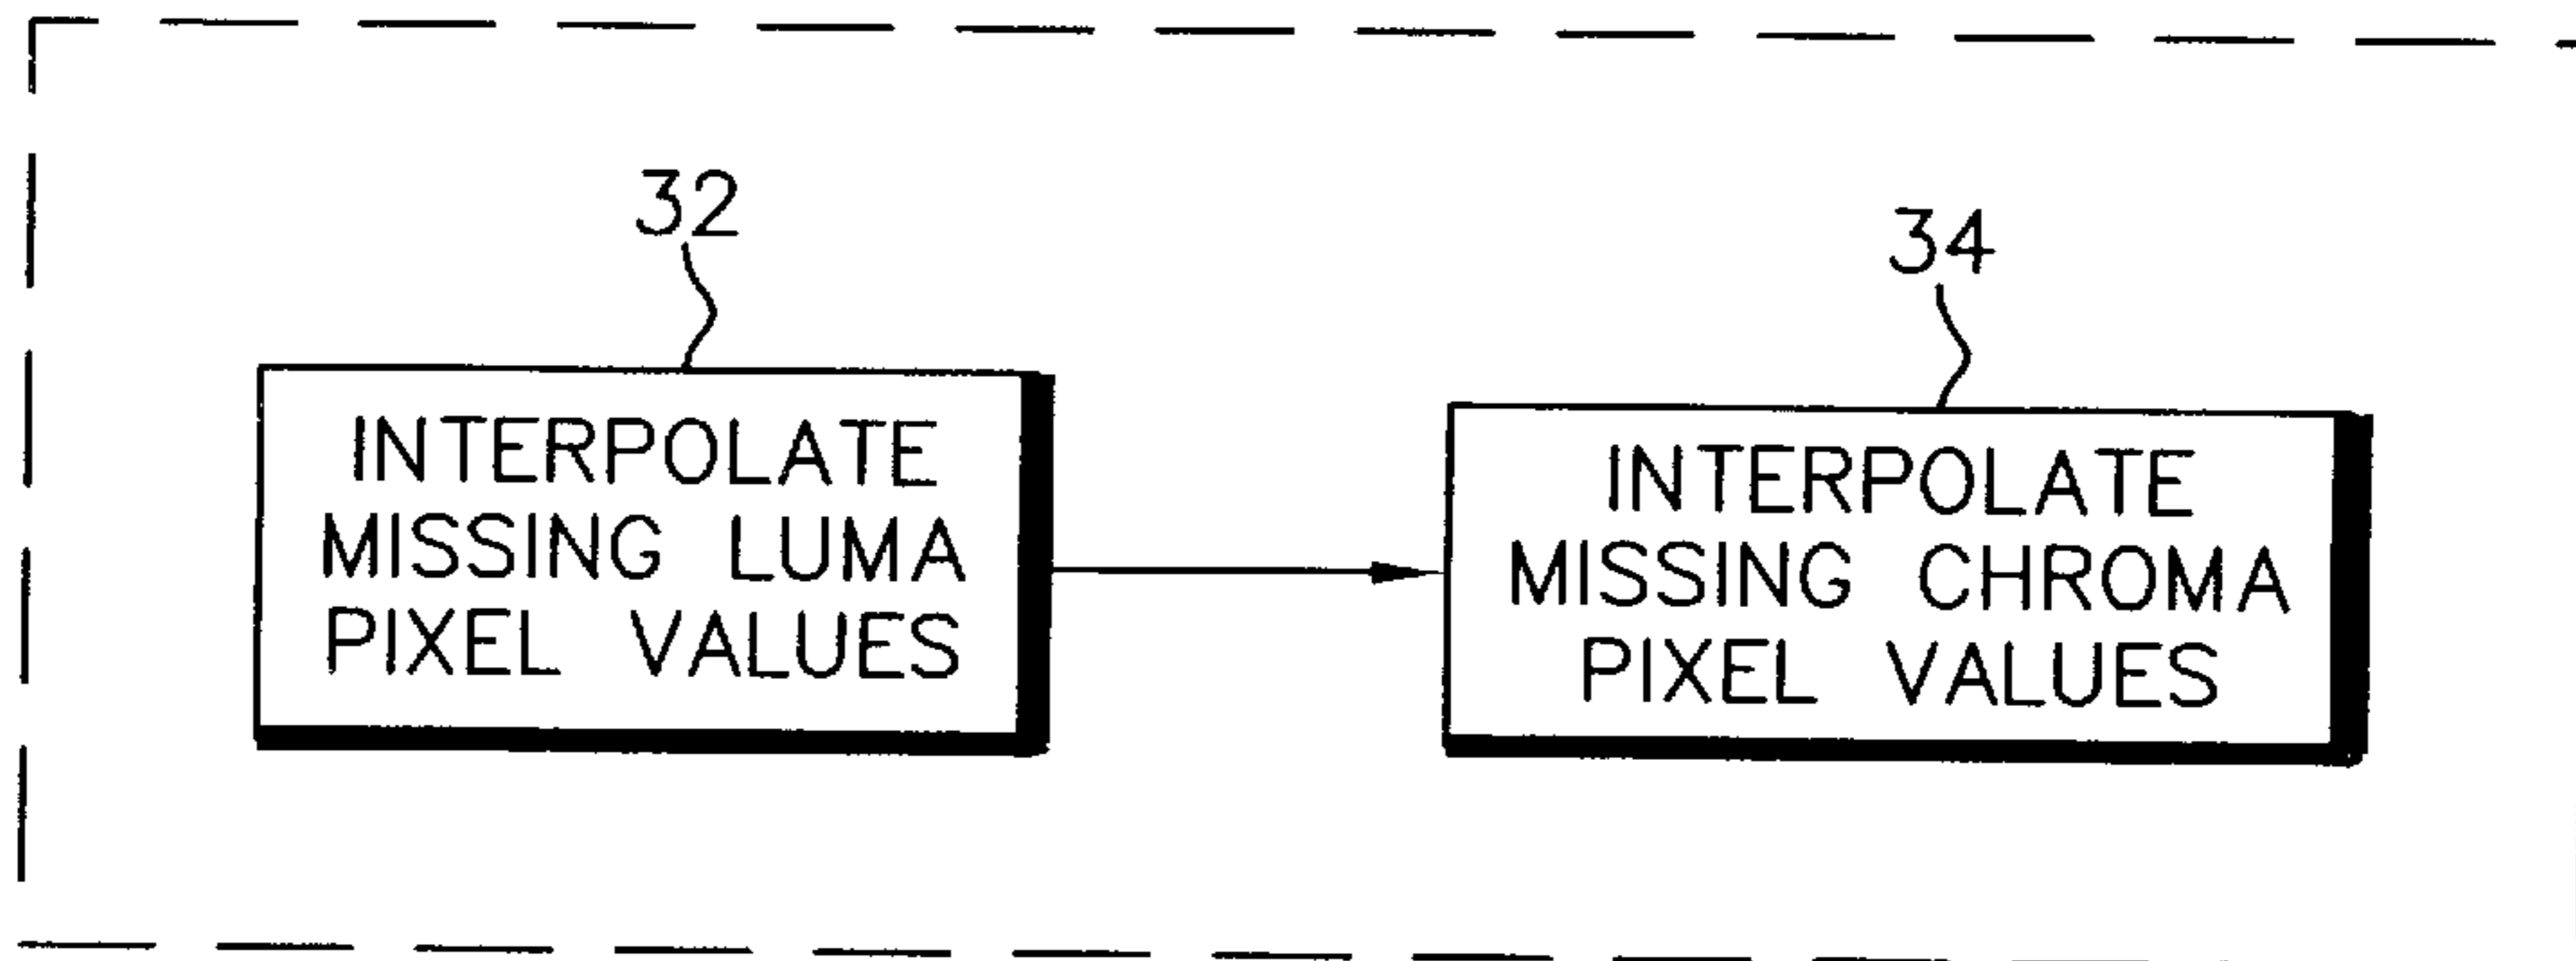 32
INTERPOLATE
MISSING LUMA
PIXEL VALUES
34
INTERPOLATE
MISSING CHROMA
PIXEL VALUES